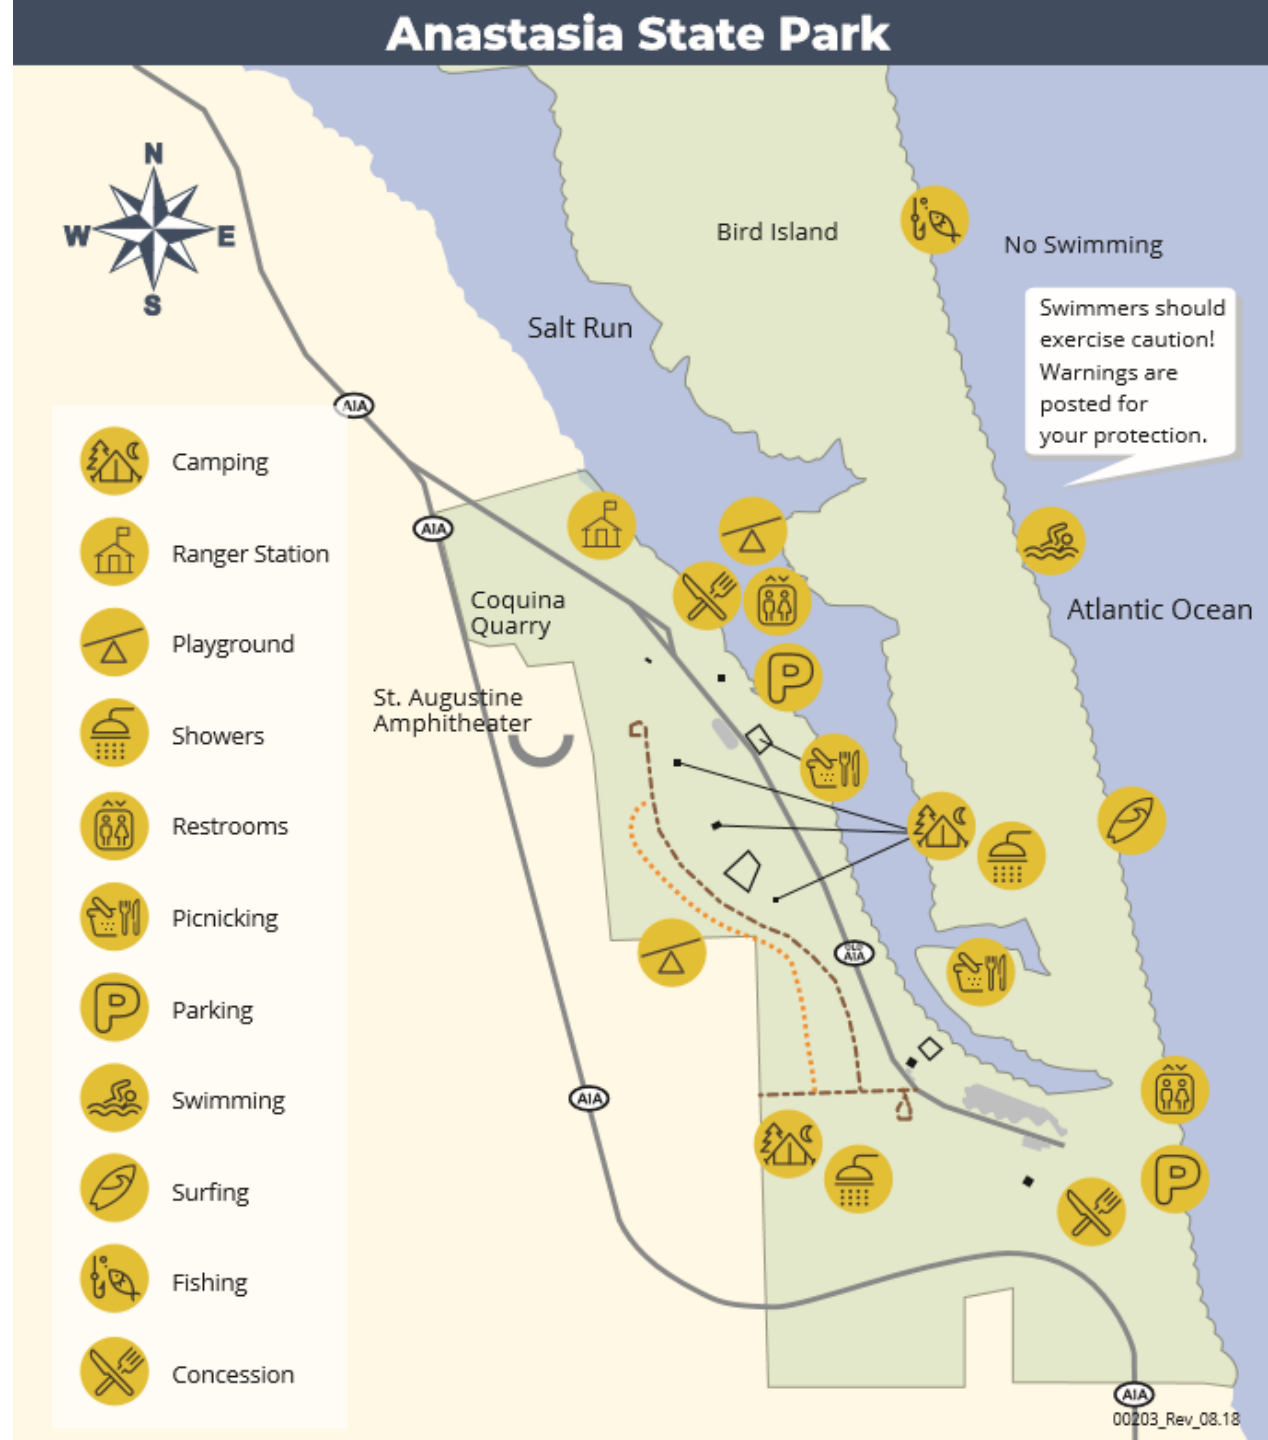 Anastasia State Park
N
W
E
S
Bird Island
No Swimming
Swimmers should
exercise caution!
Warnings are
posted for
your protection.
Salt Run
A1A
A1A
Coquina
Quarry
Atlantic Ocean
St. Augustine
Amphitheater
P
OLD
A1A
A1A
P
A1A
Camping
Ranger Station
Playground
Showers
Restrooms
Picnicking
P
Parking
Swimming
Surfing
Fishing
Concession
00203_Rev_08.18